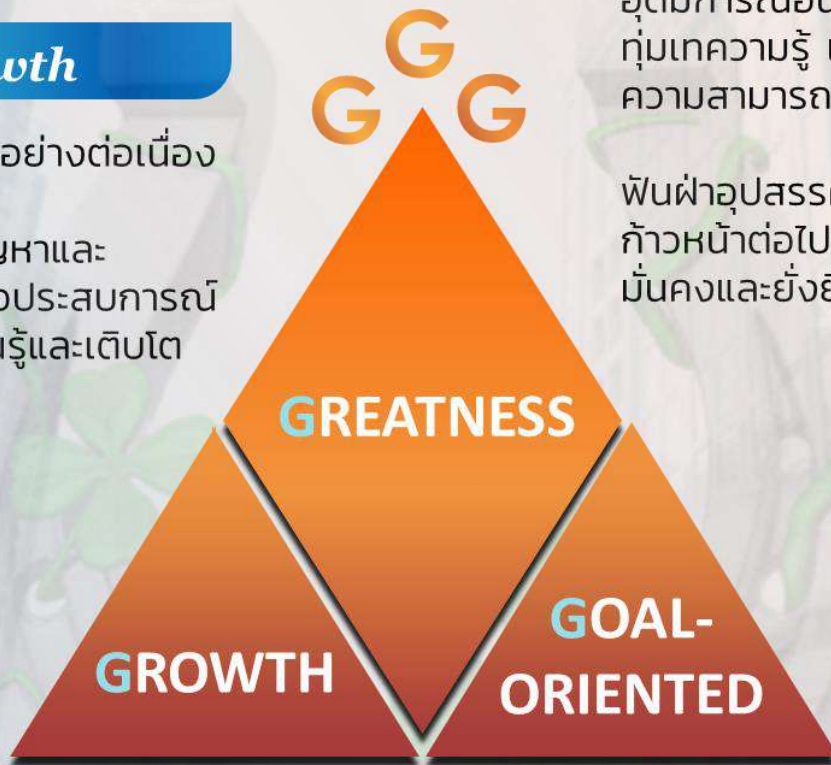 wth
อย่างต่อเนื่อง
ญหาและ
ประสบการณ์
นรู้และเติบโต
ทุ่มเทความรู้
ความสามารถ
ฟันฝ่าอุปสรรค
ก้าวหน้าต่อไป
มั่นคงและยั่งยื
G
G G
GREATNESS
GROWTH
GOAL-
ORIENTED